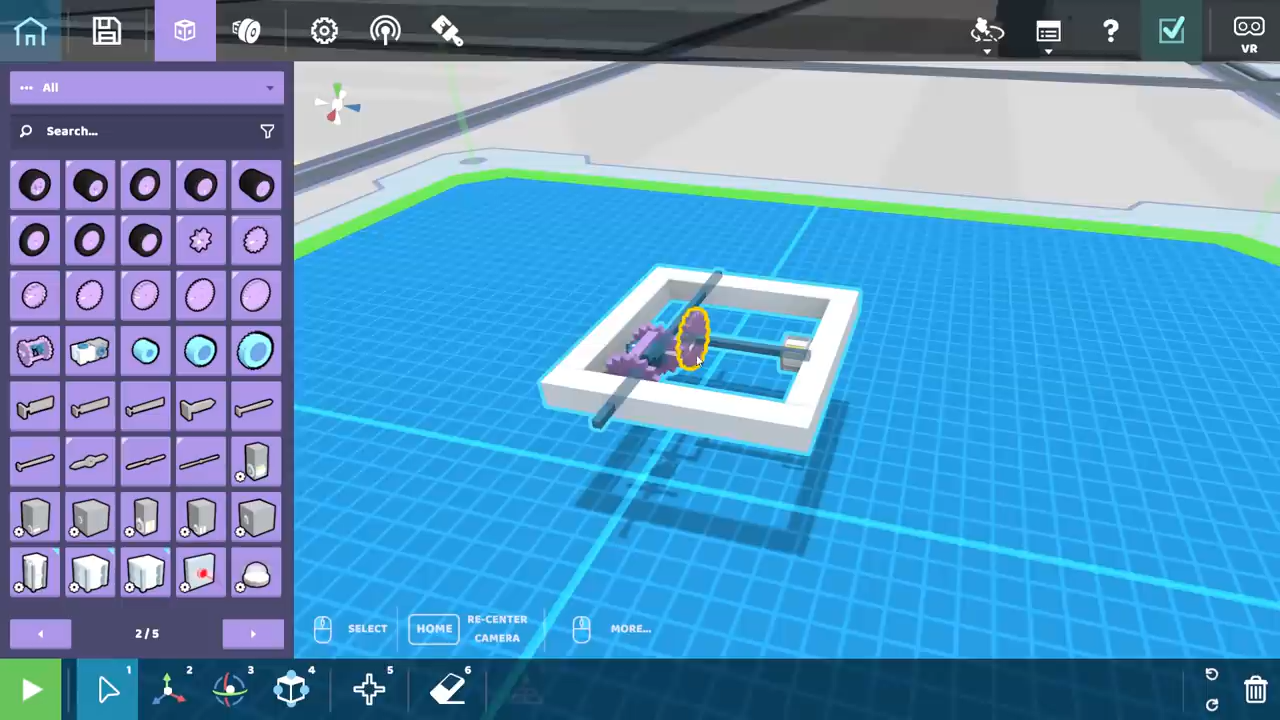 VR
All
Search...
2/5
SELECT
HOME
RE-CENTER
CAMERA
MORE...
1
2
3
4
5
6